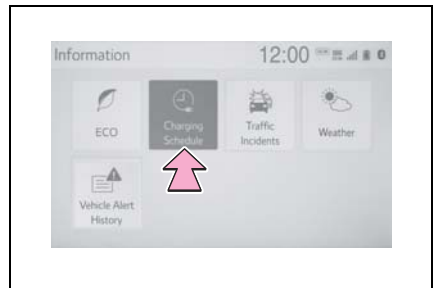 Information
12:00
ECO
Charging
Schedule
Traffic
Incidents
Weather
Vehicle Alert
History